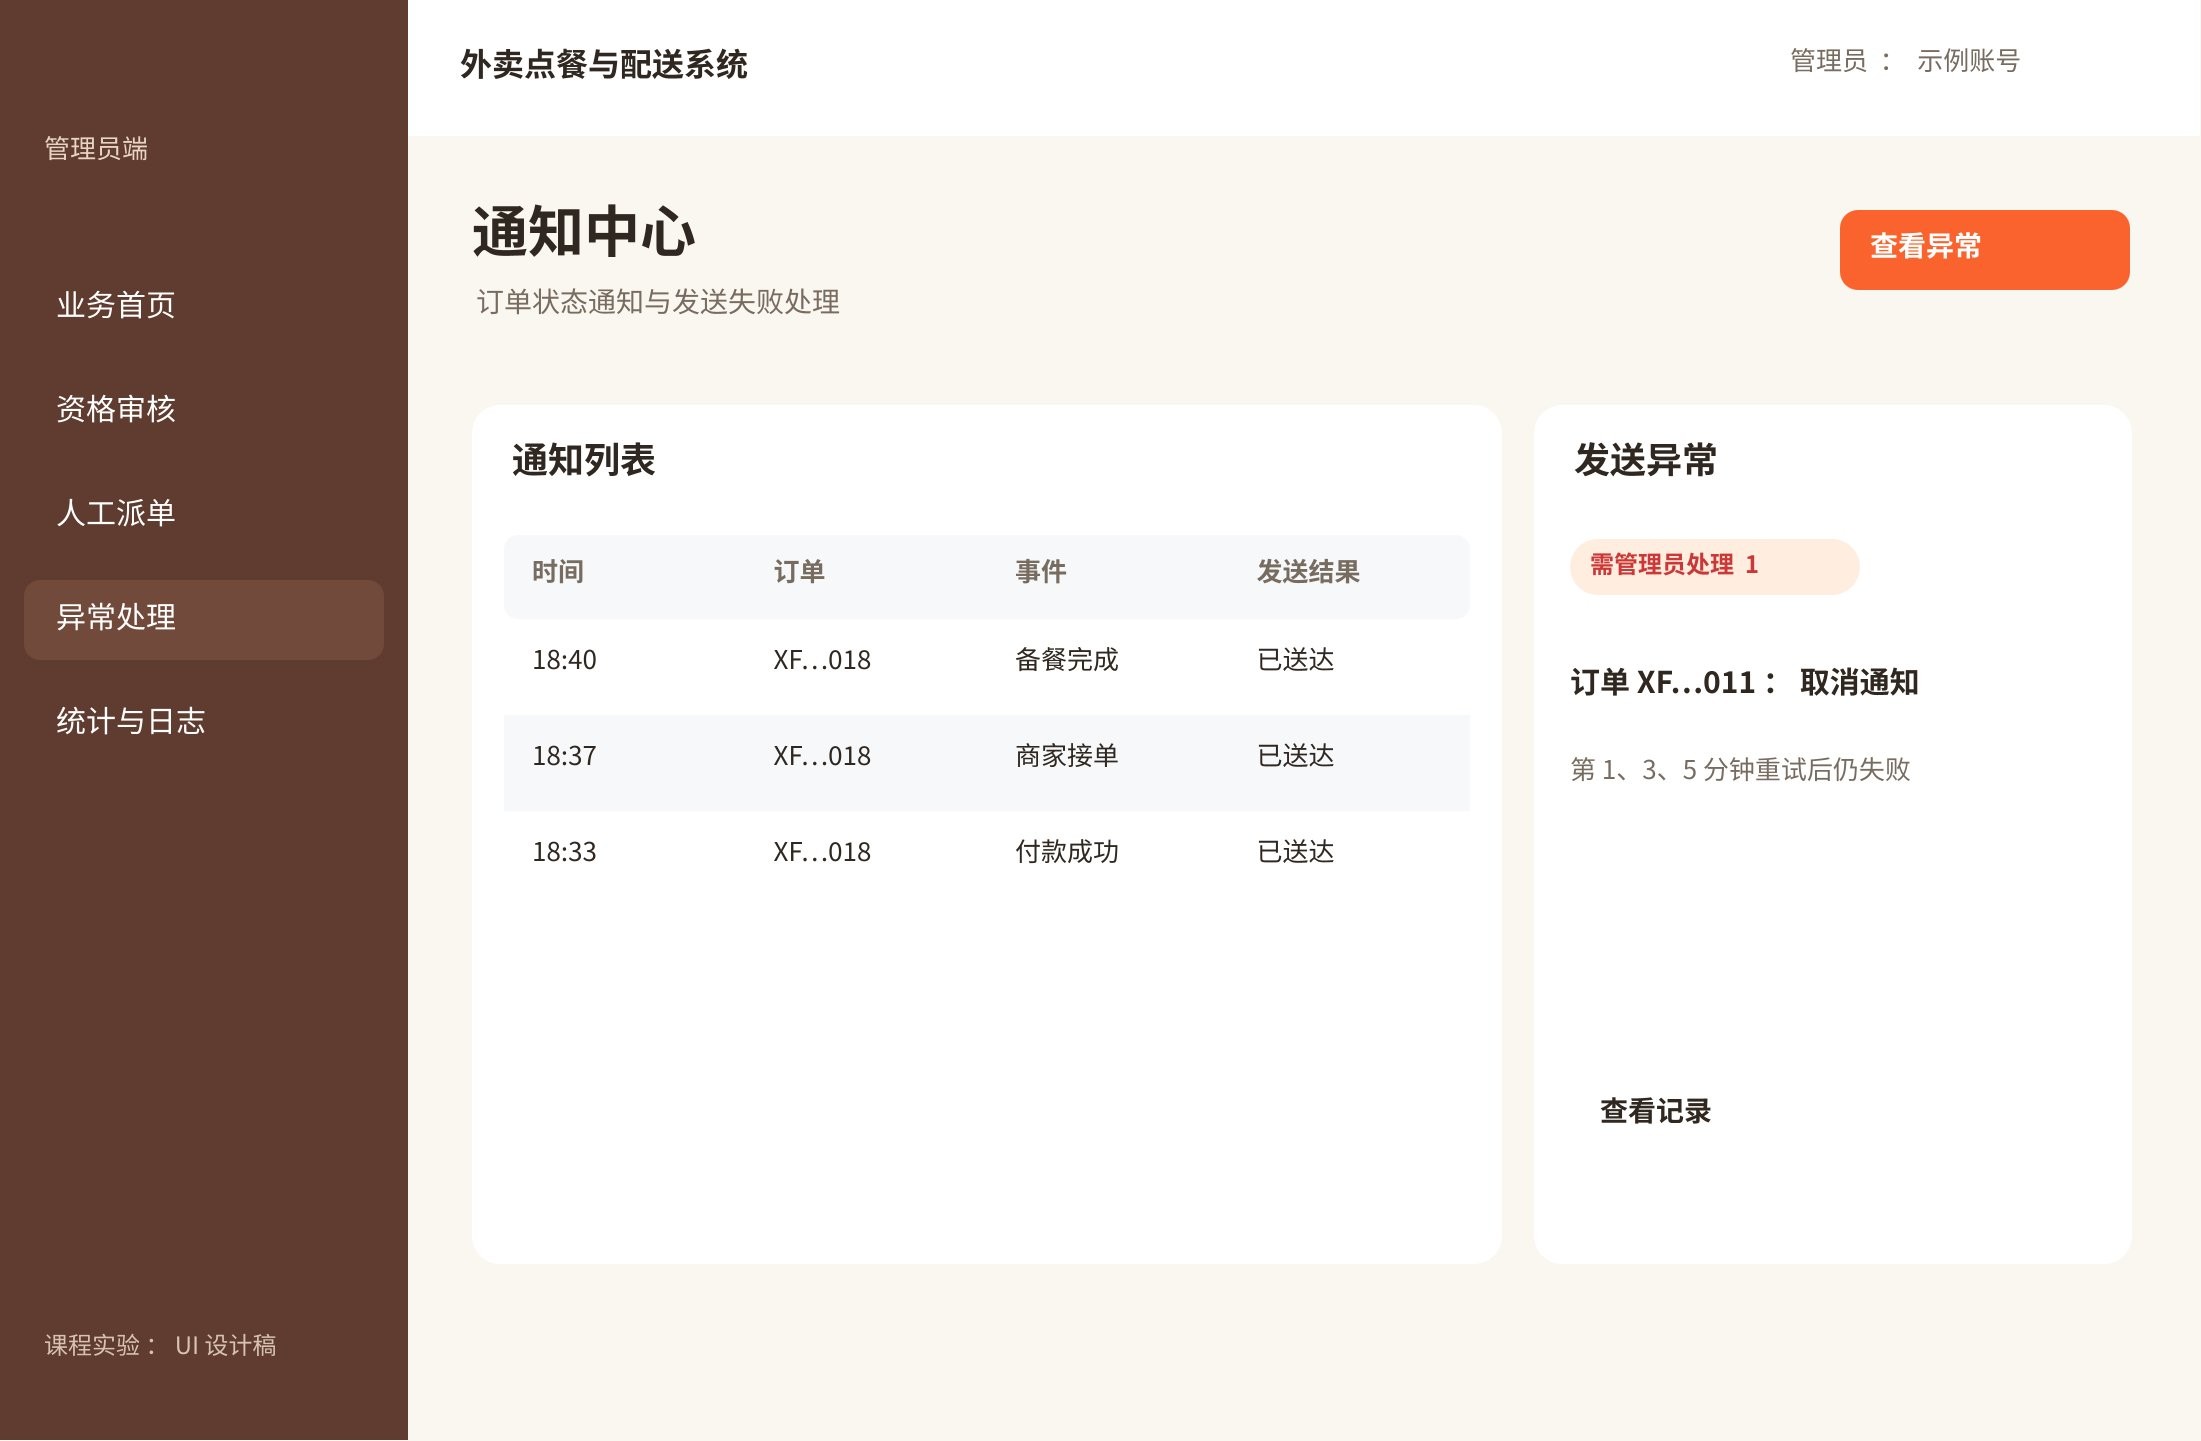 外卖点餐与配送系统
管理员 ： 示例账号
管理员端
业务首页
资格审核
人工派单
异常处理
统计与日志
课程实验： UI 设计稿
通知中心
订单状态通知与发送失败处理
查看异常
通知列表
时间 订单 事件 发送结果
18:40 XF…018 备餐完成 已送达
18:37 XF…018 商家接单 已送达
18:33 XF…018 付款成功 已送达
发送异常
需管理员处理 1
订单 XF…011： 取消通知
第 1、3、5 分钟重试后仍失败
查看记录